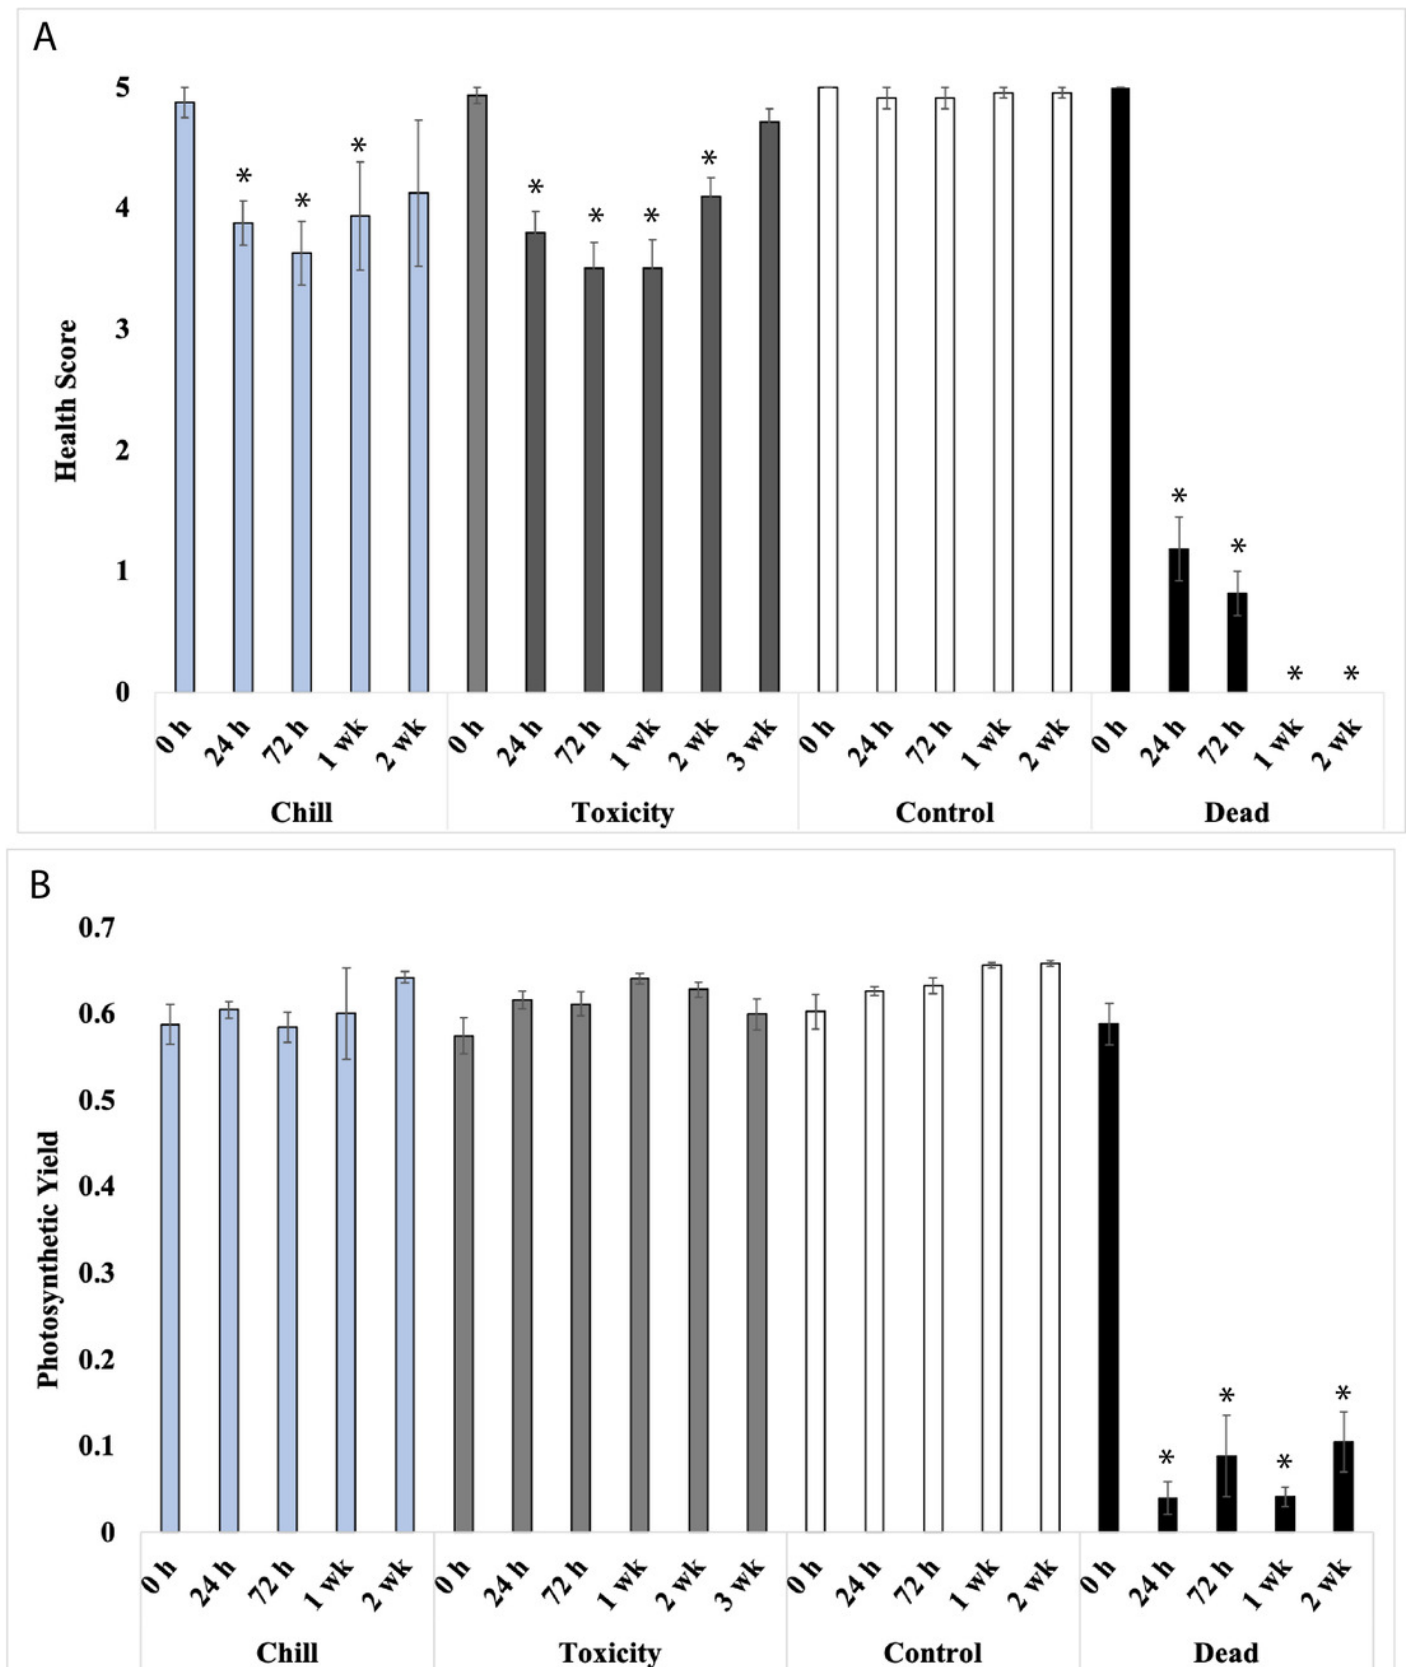 A
5
4
3
2
1
0
Health Score
* * * * * * * * * * *
0 h 24 h 72 h 1 wk 2 wk 0 h 24 h 72 h 1 wk 2 wk 3 wk 0 h 24 h 72 h 1 wk 2 wk 0 h 24 h 72 h 1 wk 2 wk
Chill Toxicity Control Dead
B
0.7
0.6
0.5
0.4
0.3
0.2
0.1
0
Photosynthetic Yield
* * * *
0 h 24 h 72 h 1 wk 2 wk 0 h 24 h 72 h 1 wk 2 wk 3 wk 0 h 24 h 72 h 1 wk 2 wk 0 h 24 h 72 h 1 wk 2 wk
Chill Toxicity Control Dead